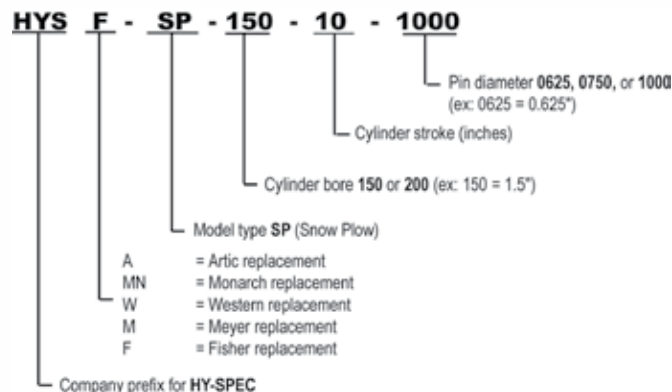 HYS F - SP - 150 - 10 - 1000
Pin diameter 0625, 0750, or 1000
(ex: 0625 = 0.625")
Cylinder stroke (inches)
Cylinder bore 150 or 200 (ex: 150 = 1.5")
Model type SP (Snow Plow)
A = Artic replacement
MN = Monarch replacement
W = Western replacement
M = Meyer replacement
F = Fisher replacement
Company prefix for HY-SPEC